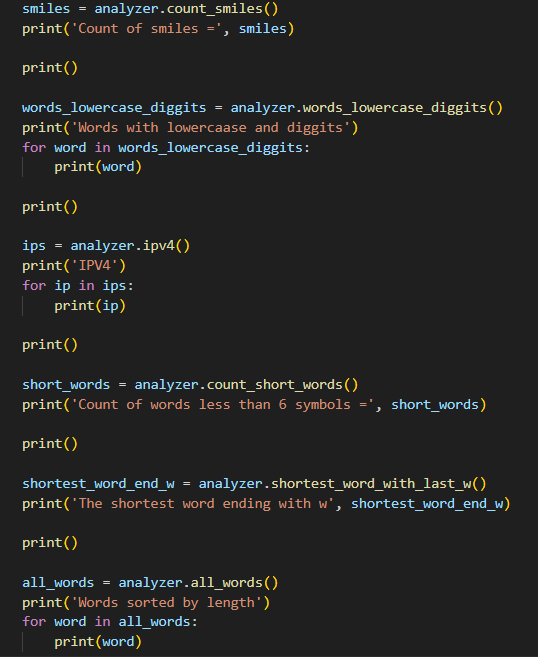 smiles = analyzer.count_smiles()
print('Count of smiles =', smiles)
print()
words_lowercase_diggits = analyzer.words_lowercase_diggits()
print('Words with lowercaase and diggits')
for word in words_lowercase_diggits:
    print(word)
print()
ips = analyzer.ipv4()
print('IPV4')
for ip in ips:
    print(ip)
print()
short_words = analyzer.count_short_words()
print('Count of words less than 6 symbols =', short_words)
print()
shortest_word_end_w = analyzer.shortest_word_with_last_w()
print('The shortest word ending with w', shortest_word_end_w)
print()
all_words = analyzer.all_words()
print('Words sorted by length')
for word in all_words:
    print(word)